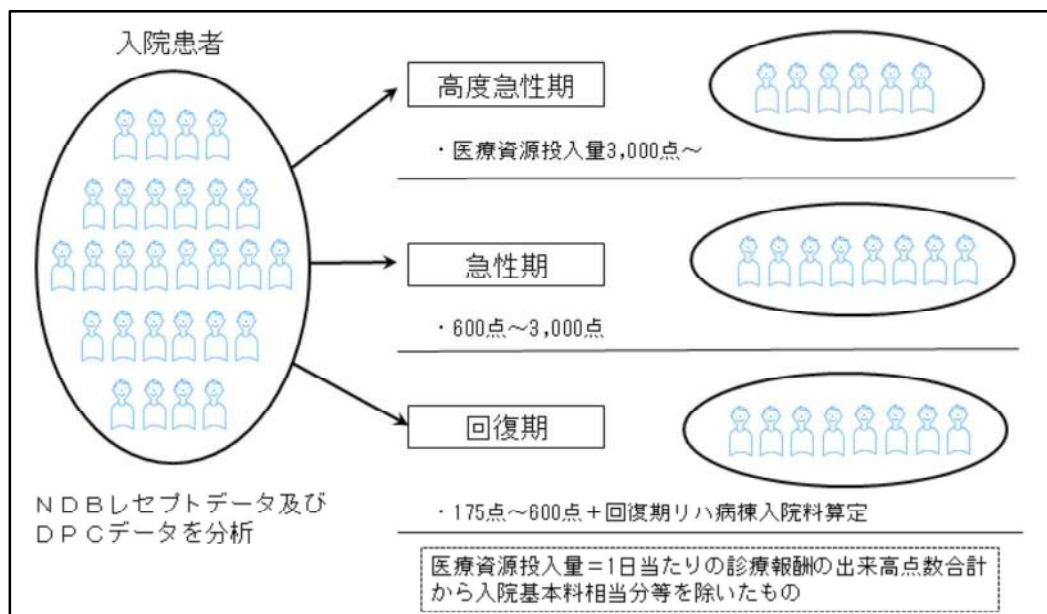 入院患者
高度急性期
・医療資源投入量3,000点～
急性期
・600点～3,000点
回復期
・175点～600点＋回復期リハ病棟入院料算定
ＮＤＢレセプトデータ及び
ＤＰＣデータを分析
医療資源投入量＝1日当たりの診療報酬の出来高点数合計
から入院基本料相当分等を除いたもの